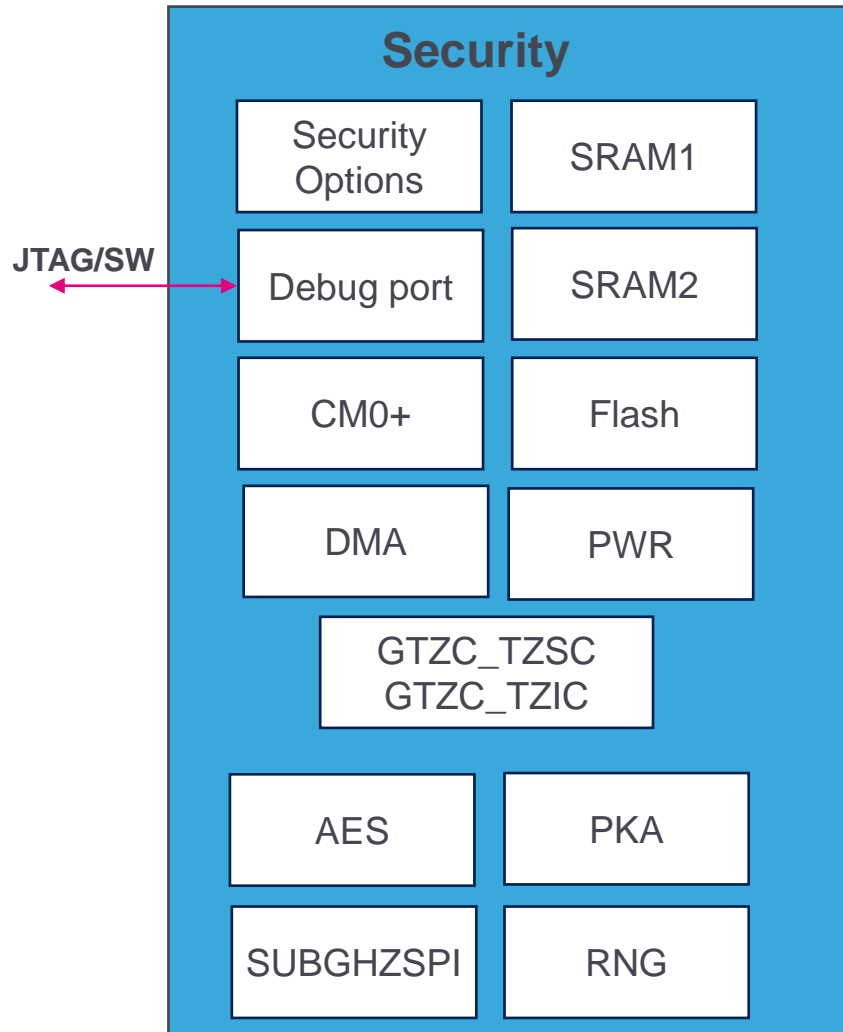 Security
Security
Options
SRAM1
JTAG/SW
Debug port
SRAM2
CM0+
Flash
DMA
PWR
GTZC_TZSC
GTZC_TZIC
AES
PKA
SUBGHZSPI
RNG